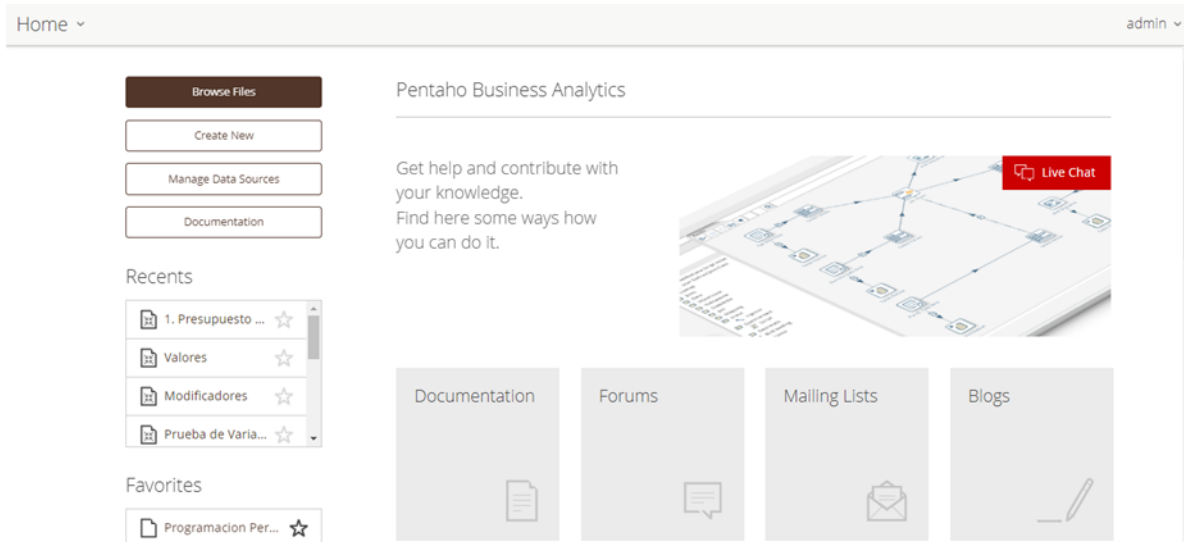 Home
admin
Browse Files
Create New
Manage Data Sources
Documentation
Recents
1. Presupuesto ...
Valores
Modificadores
Prueba de Varia...
Favorites
Programacion Per...
Pentaho Business Analytics
Get help and contribute with
your knowledge.
Find here some ways how
you can do it.
Live Chat
Documentation
Forums
Mailing Lists
Blogs